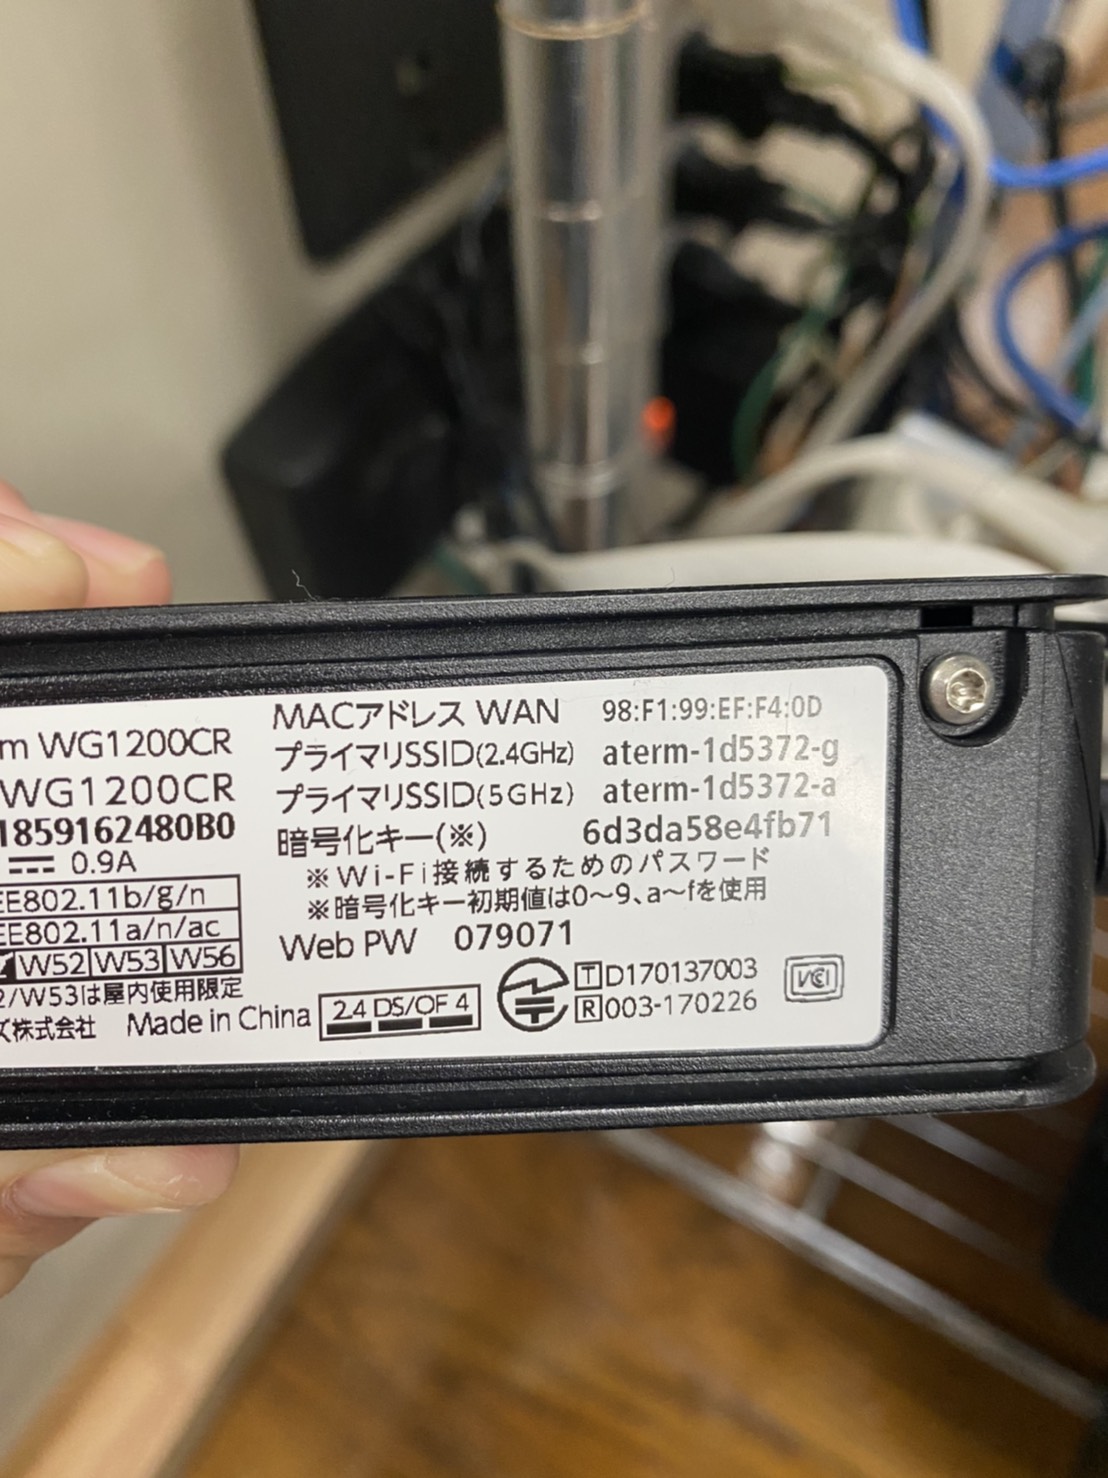 m WG1200CR
WG1200CR
1859162480B0
0.9A
EE802.11b/g/n
EE802.11a/n/ac
W52 W53 W56
2/W53は屋内使用限定
株式会社 Made in China
2.4 DS/OF 4
MACアドレス WAN 98:F1:99:EF:F4:0D
プライマリSSID(2.4GHz) aterm-1d5372-g
プライマリSSID(5GHz) aterm-1d5372-a
暗号化キー(※) 6d3da58e4fb71
※Wi-Fi接続するためのパスワード
※暗号化キー初期値は0～9、a～fを使用
Web PW 079071
T D170137003
R 003-170226
VCCI